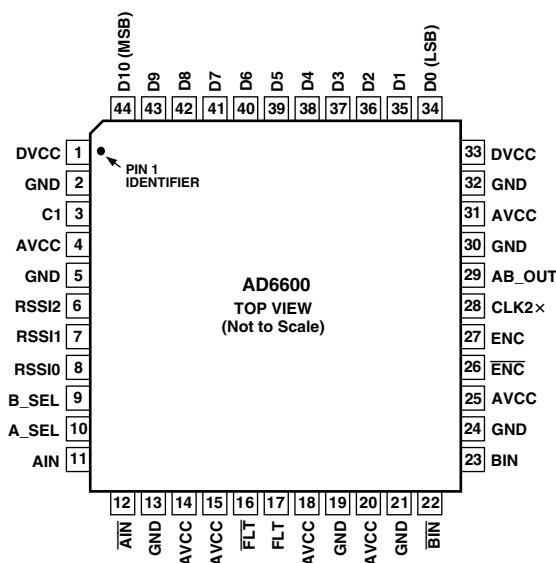 D10 (MSB)
D9
D8
D7
D6
D5
D4
D3
D2
D1
D0 (LSB)
44 43 42 41 40 39 38 37 36 35 34
DVCC 1
GND 2
C1 3
AVCC 4
GND 5
RSSI2 6
RSSI1 7
RSSI0 8
B_SEL 9
A_SEL 10
AIN 11
PIN 1
IDENTIFIER
AD6600
TOP VIEW
(Not to Scale)
33 DVCC
32 GND
31 AVCC
30 GND
29 AB_OUT
28 CLK2×
27 ENC
26 E̅N̅C̅
25 AVCC
24 GND
23 BIN
12 13 14 15 16 17 18 19 20 21 22
A̅I̅N̅
GND
AVCC
AVCC
F̅L̅T̅
FLT
AVCC
GND
AVCC
GND
B̅I̅N̅